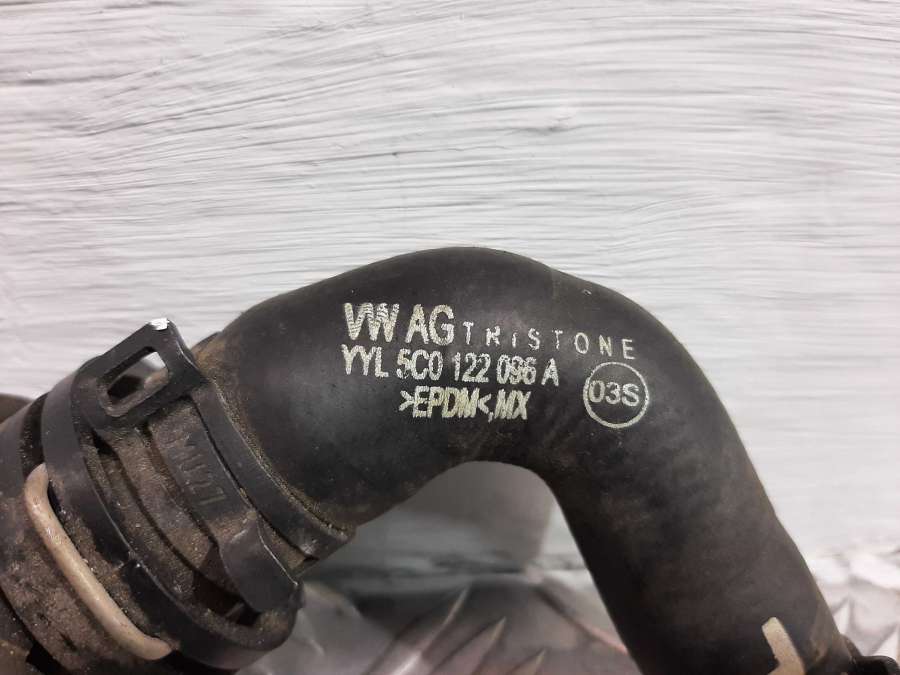 VW AG TRISTONE
YYL 5C0 122 096 A
>EPDM<,MX
03S